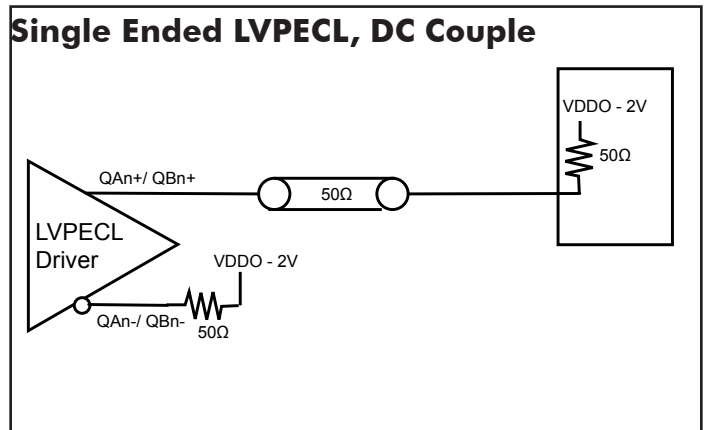 Single Ended LVPECL, DC Couple
VDDO - 2V
50Ω
QAn+/ QBn+
50Ω
LVPECL
Driver
VDDO - 2V
QAn-/ QBn-
50Ω